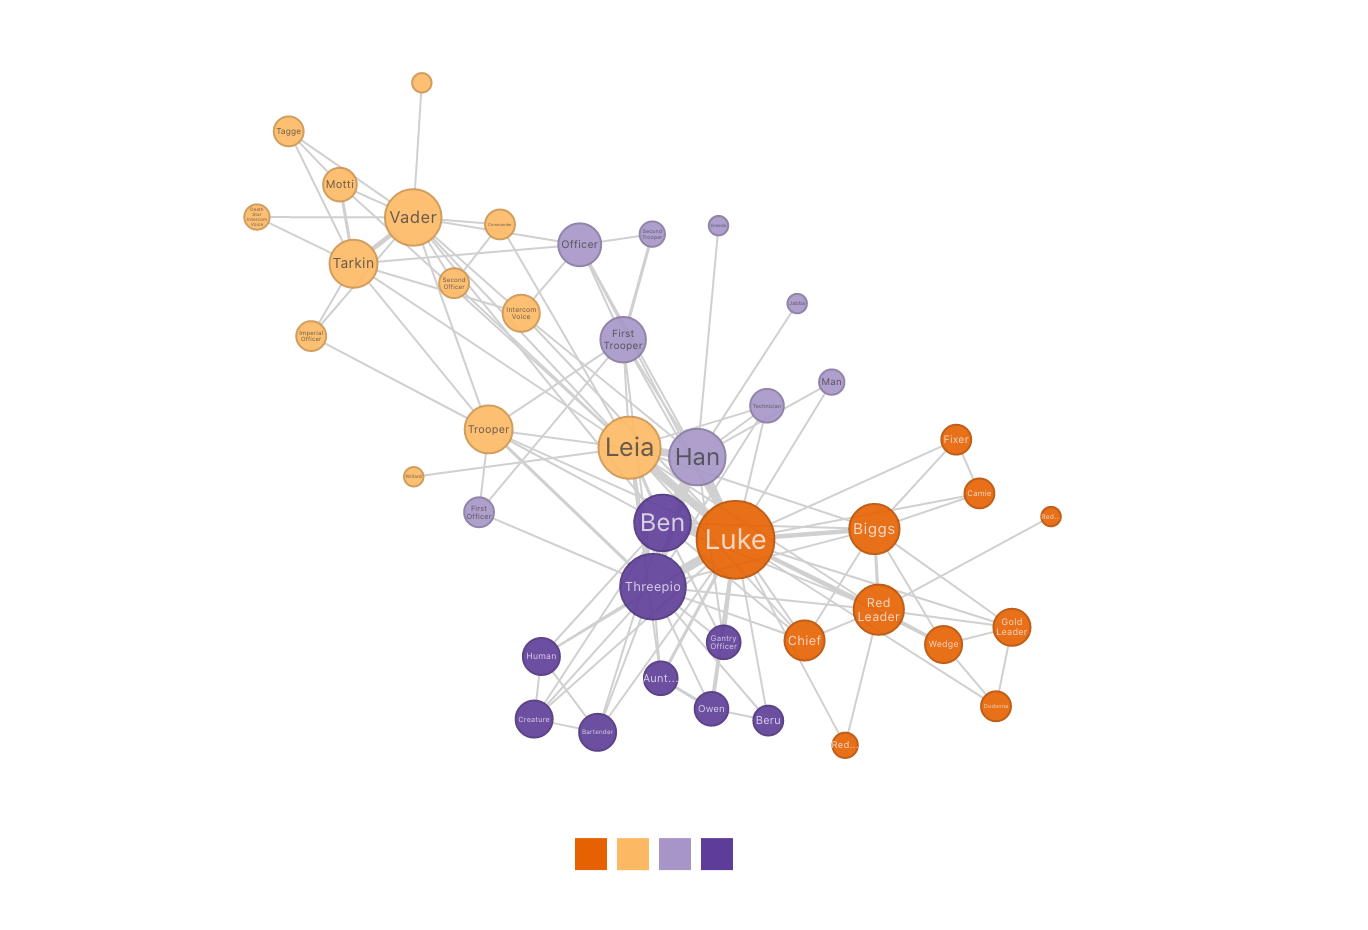 Tagge
Motti
Death
Star
Intercom
Voice
Vader
Commander
Officer
Second
Trooper
Greedo
Tarkin
Second
Officer
Intercom
Voice
Jabba
Imperial
Officer
First
Trooper
Man
Technician
Trooper
Leia
Han
Fixer
Camie
First
Officer
Ben
Luke
Biggs
Red...
Threepio
Red
Leader
Gold
Leader
Human
Gantry
Officer
Chief
Wedge
Aunt...
Owen
Beru
Creature
Bartender
Dodonna
Red...